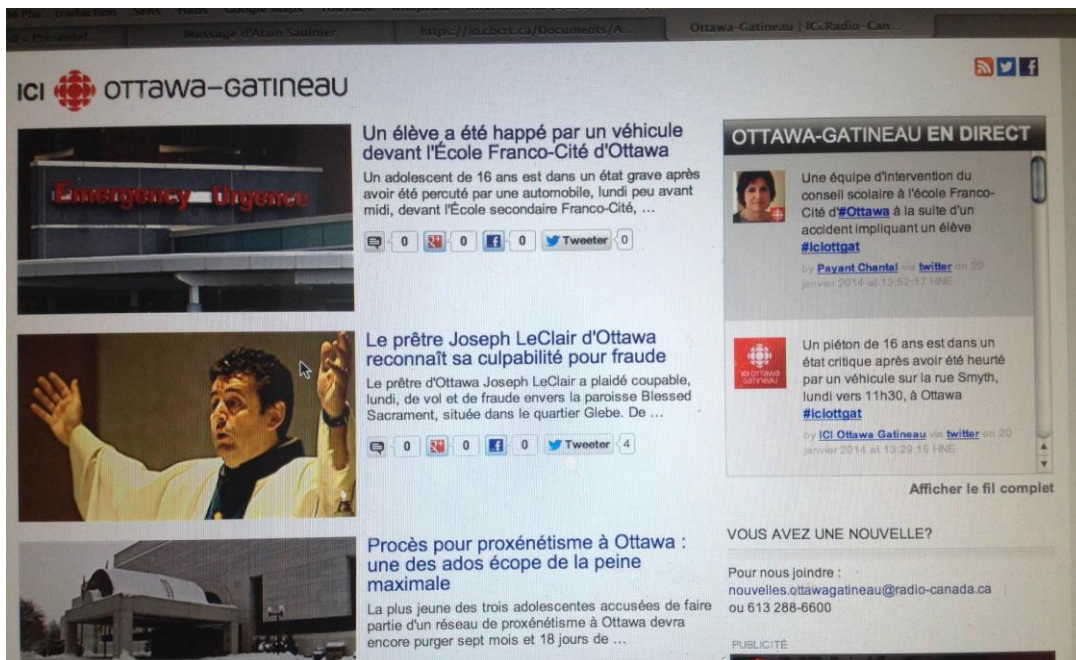 Message d'Alain Saulnier
https://io.cbcrc.ca/Documents/A...
Ottawa-Gatineau | ICI.Radio-Can...
ICI OTTAWA-GATINEAU
Emergency Urgence
Un élève a été happé par un véhicule
devant l'École Franco-Cité d'Ottawa
Un adolescent de 16 ans est dans un état grave après
avoir été percuté par une automobile, lundi peu avant
midi, devant l'École secondaire Franco-Cité, ...
0 0 0 Tweeter 0
Le prêtre Joseph LeClair d'Ottawa
reconnaît sa culpabilité pour fraude
Le prêtre d'Ottawa Joseph LeClair a plaidé coupable,
lundi, de vol et de fraude envers la paroisse Blessed
Sacrament, située dans le quartier Glebe. De ...
0 0 0 Tweeter 4
Procès pour proxénétisme à Ottawa :
une des ados écope de la peine
maximale
La plus jeune des trois adolescentes accusées de faire
partie d'un réseau de prostitution à Ottawa devra
encore purger sept mois et 18 jours de ...
OTTAWA-GATINEAU EN DIRECT
Une équipe d'intervention du
conseil scolaire à l'école Franco-
Cité d'#Ottawa à la suite d'un
accident impliquant un élève
#iciottgat
by Payant Chantal via twitter on 20
janvier 2014 at 13:52:17 HNE
Un piéton de 16 ans est dans un
état critique après avoir été heurté
par un véhicule sur la rue Smyth,
lundi vers 11h30, à Ottawa
#iciottgat
by ICI Ottawa Gatineau via twitter on 20
janvier 2014 at 13:29:15 HNE
Afficher le fil complet
VOUS AVEZ UNE NOUVELLE?
Pour nous joindre :
nouvelles.ottawagatineau@radio-canada.ca
ou 613 288-6600
PUBLICITÉ